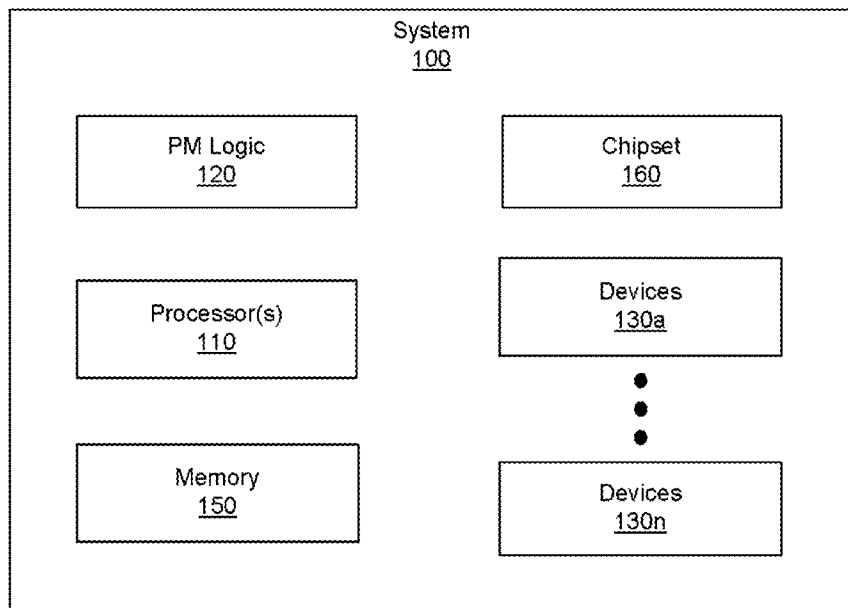 System
100
PM Logic
120
Chipset
160
Processor(s)
110
Devices
130a
Memory
150
Devices
130n